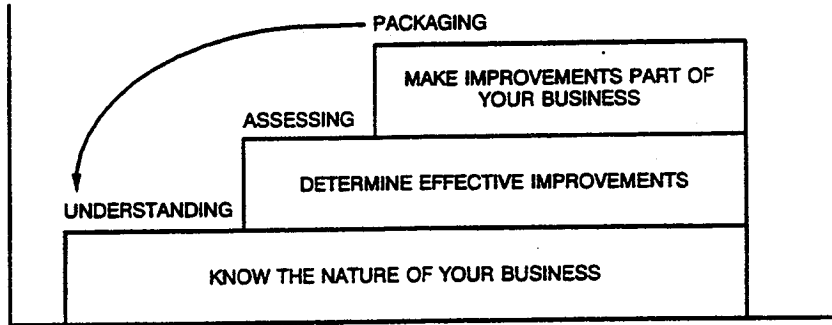 PACKAGING
MAKE IMPROVEMENTS PART OF
YOUR BUSINESS
ASSESSING
DETERMINE EFFECTIVE IMPROVEMENTS
UNDERSTANDING
KNOW THE NATURE OF YOUR BUSINESS